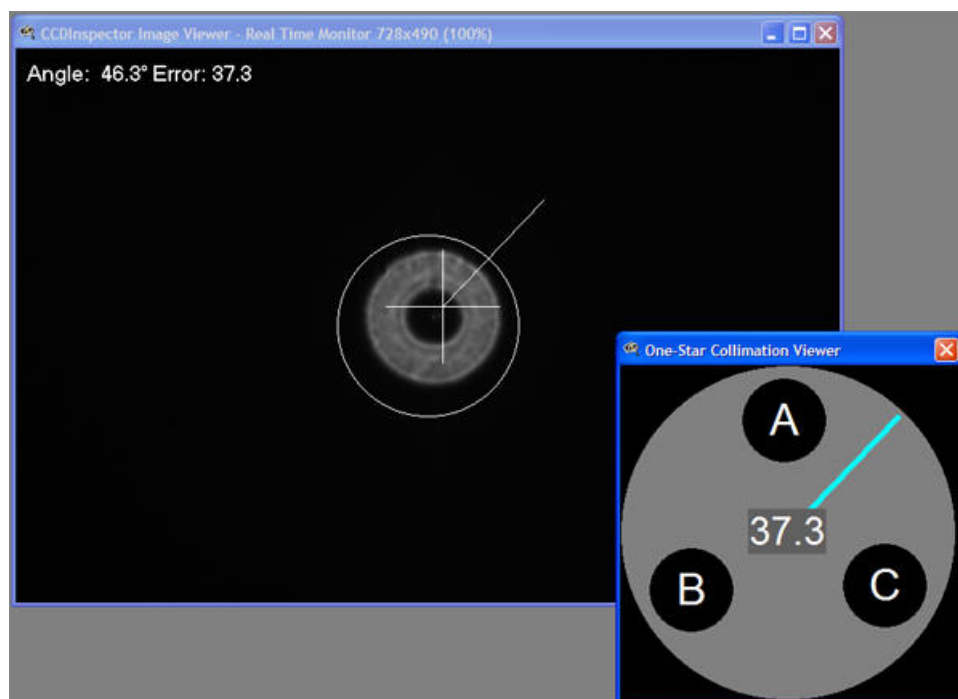 CCDInspector Image Viewer - Real Time Monitor 728x490 (100%)
Angle: 46.3° Error: 37.3
One-Star Collimation Viewer
A
37.3
B
C